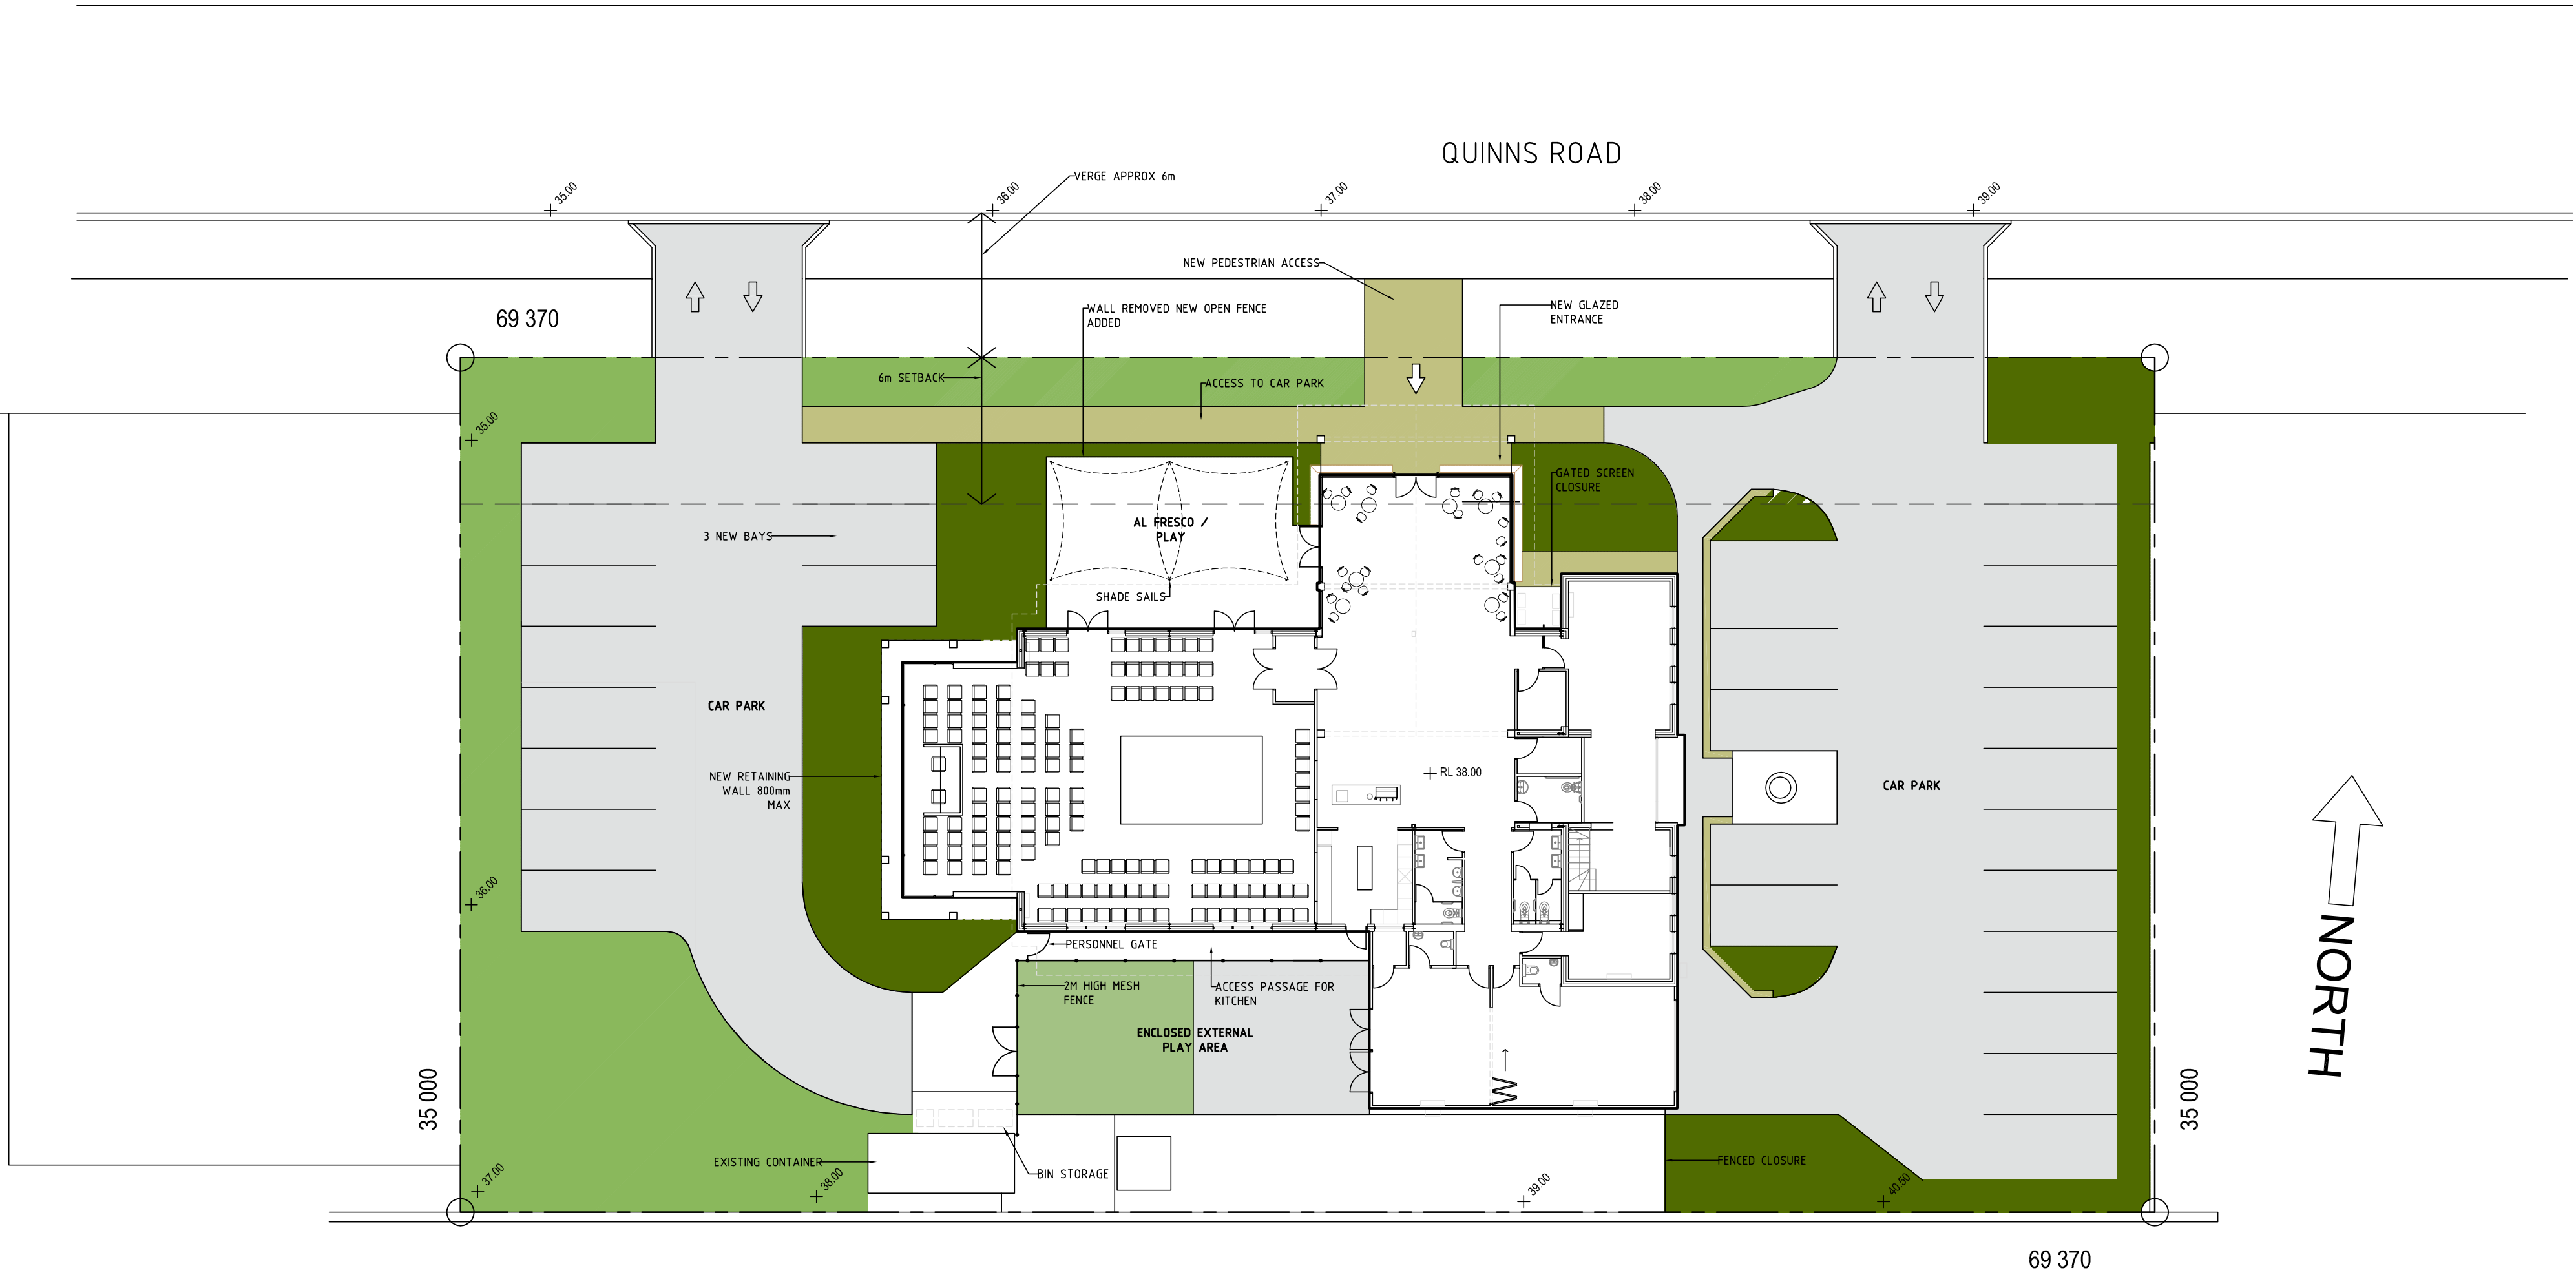 QUINNS ROAD
VERGE APPROX 6m
35.00
36.00
37.00
38.00
39.00
NEW PEDESTRIAN ACCESS
WALL REMOVED NEW OPEN FENCE
ADDED
NEW GLAZED
ENTRANCE
69 370
6m SETBACK
ACCESS TO CAR PARK
35.00
GATED SCREEN
CLOSURE
AL FRESCO /
PLAY
3 NEW BAYS
SHADE SAILS
CAR PARK
NEW RETAINING
WALL 800mm
MAX
RL 38.00
CAR PARK
36.00
PERSONNEL GATE
2M HIGH MESH
FENCE
ACCESS PASSAGE FOR
KITCHEN
ENCLOSED EXTERNAL
PLAY AREA
NORTH
35 000
35 000
EXISTING CONTAINER
BIN STORAGE
FENCED CLOSURE
37.00
38.00
39.00
40.50
69 370